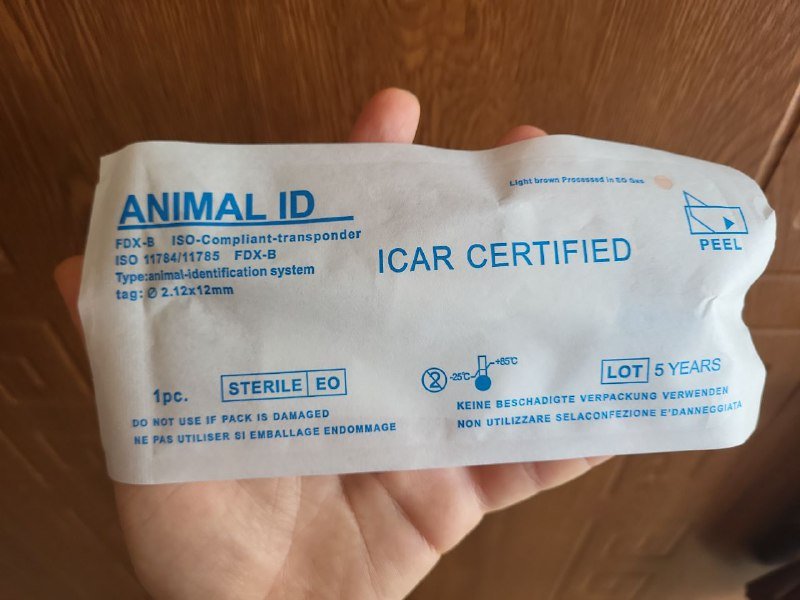 Light brown Processed in EO Gas
ANIMAL ID
FDX-B ISO-Compliant-transponder
ISO 11784/11785 FDX-B
Type:animal-identification system
tag: Ø 2.12x12mm
ICAR CERTIFIED
PEEL
1pc.
STERILE EO
2
-25°C
+85°C
LOT 5 YEARS
DO NOT USE IF PACK IS DAMAGED
NE PAS UTILISER SI EMBALLAGE ENDOMMAGE
KEINE BESCHADIGTE VERPACKUNG VERWENDEN
NON UTILIZZARE SELACONFEZIONE E'DANNEGGIATA